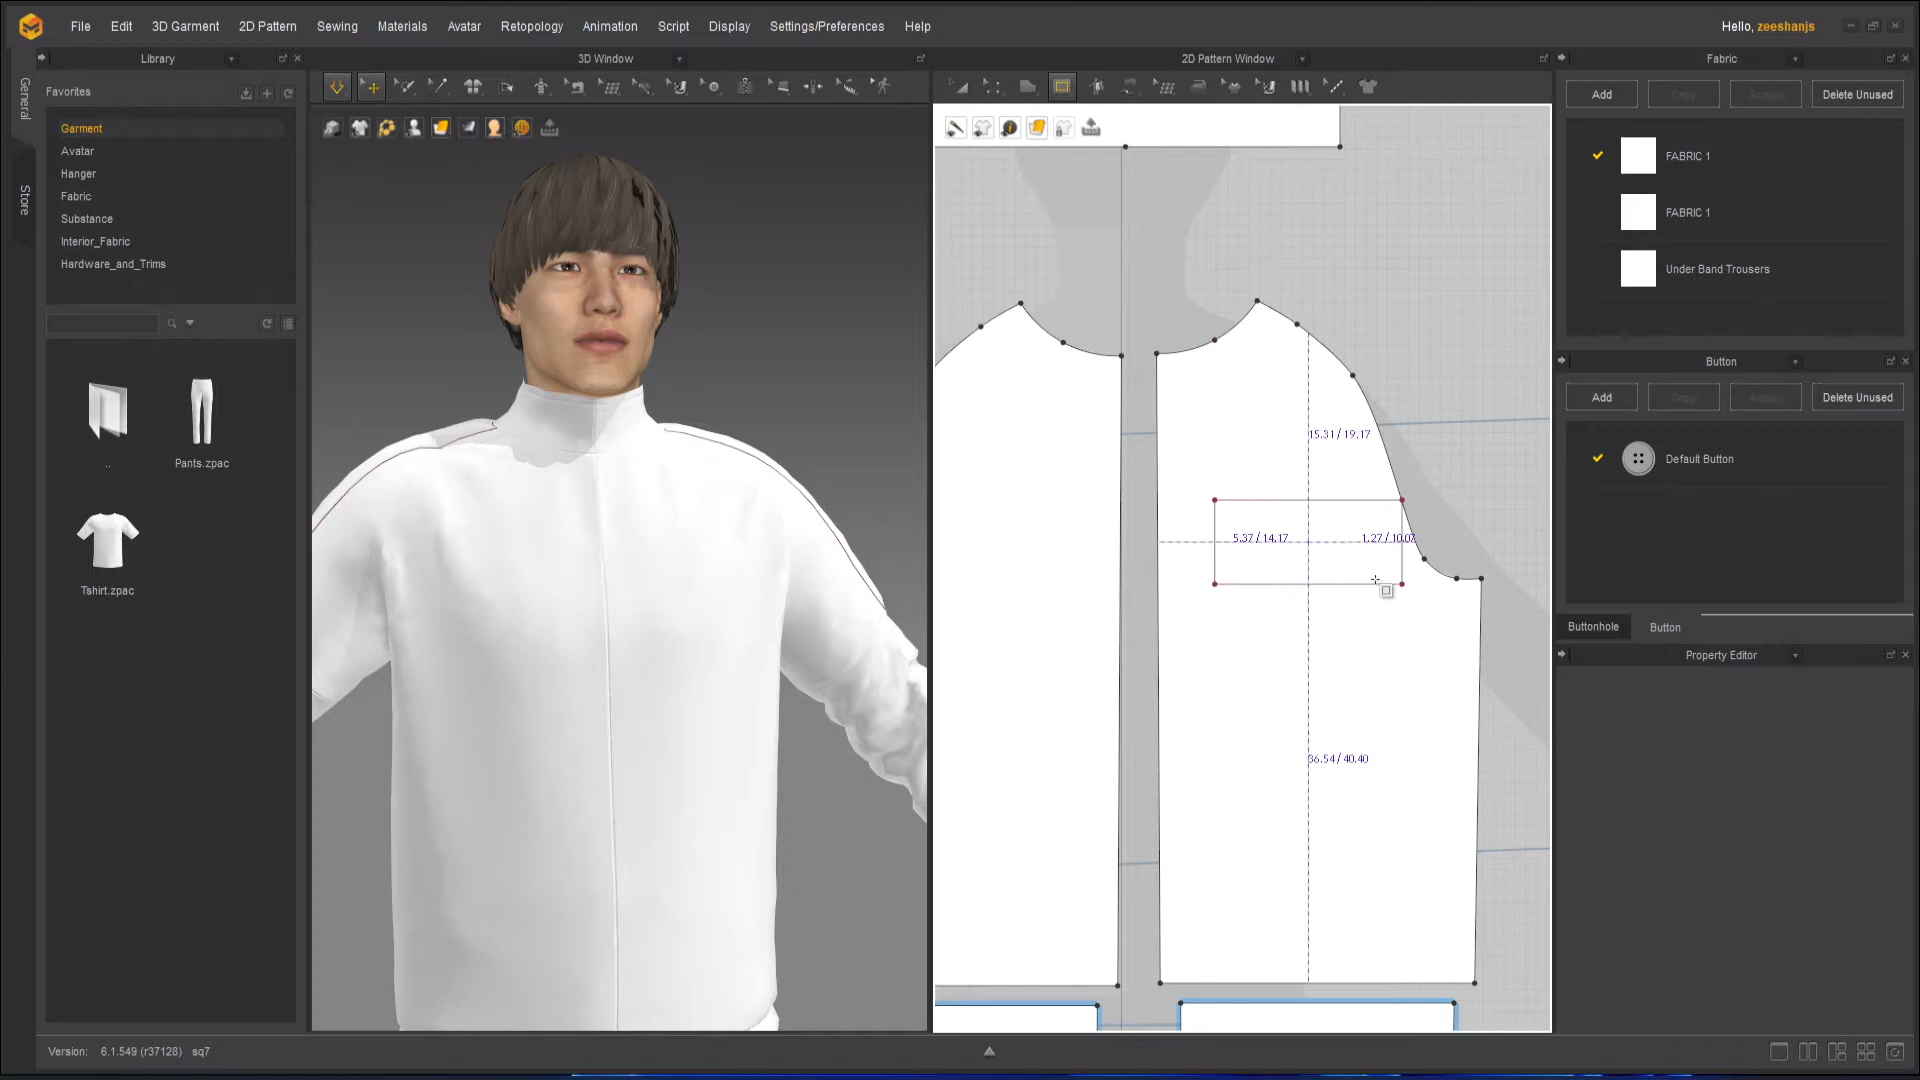 File Edit 3D Garment 2D Pattern Sewing Materials Avatar Retopology Animation Script Display Settings/Preferences Help
Hello, zeeshanjs
Library
3D Window
2D Pattern Window
Fabric
General
Store
Favorites
Garment
Avatar
Hanger
Fabric
Substance
Interior_Fabric
Hardware_and_Trims
..
Pants.zpac
Tshirt.zpac
15.31 / 19.17
5.37 / 14.17
1.27 / 10.07
36.54 / 40.40
Add Copy Assign Delete Unused
FABRIC 1
FABRIC 1
Under Band Trousers
Button
Add Copy Assign Delete Unused
Default Button
Buttonhole Button
Property Editor
Version: 6.1.549 (r37128) sq7